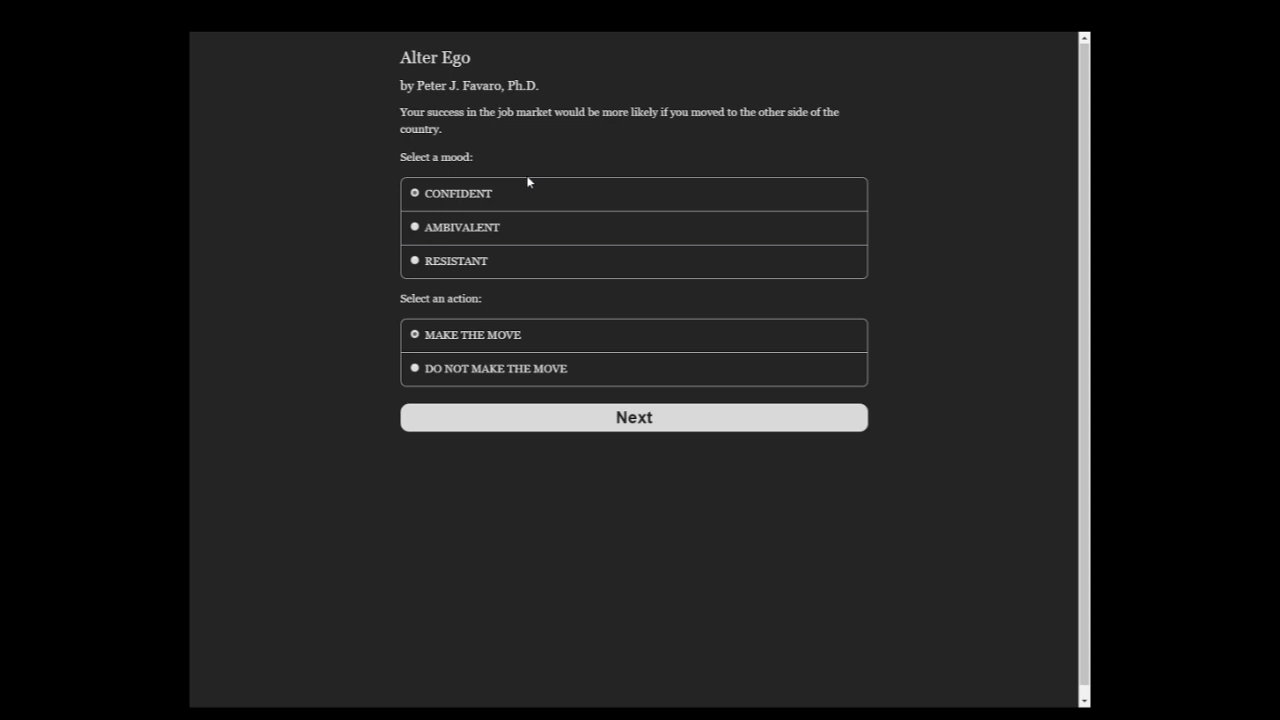 Alter Ego
by Peter J. Favaro, Ph.D.
Your success in the job market would be more likely if you moved to the other side of the
country.
Select a mood:
CONFIDENT
AMBIVALENT
RESISTANT
Select an action:
MAKE THE MOVE
DO NOT MAKE THE MOVE
Next